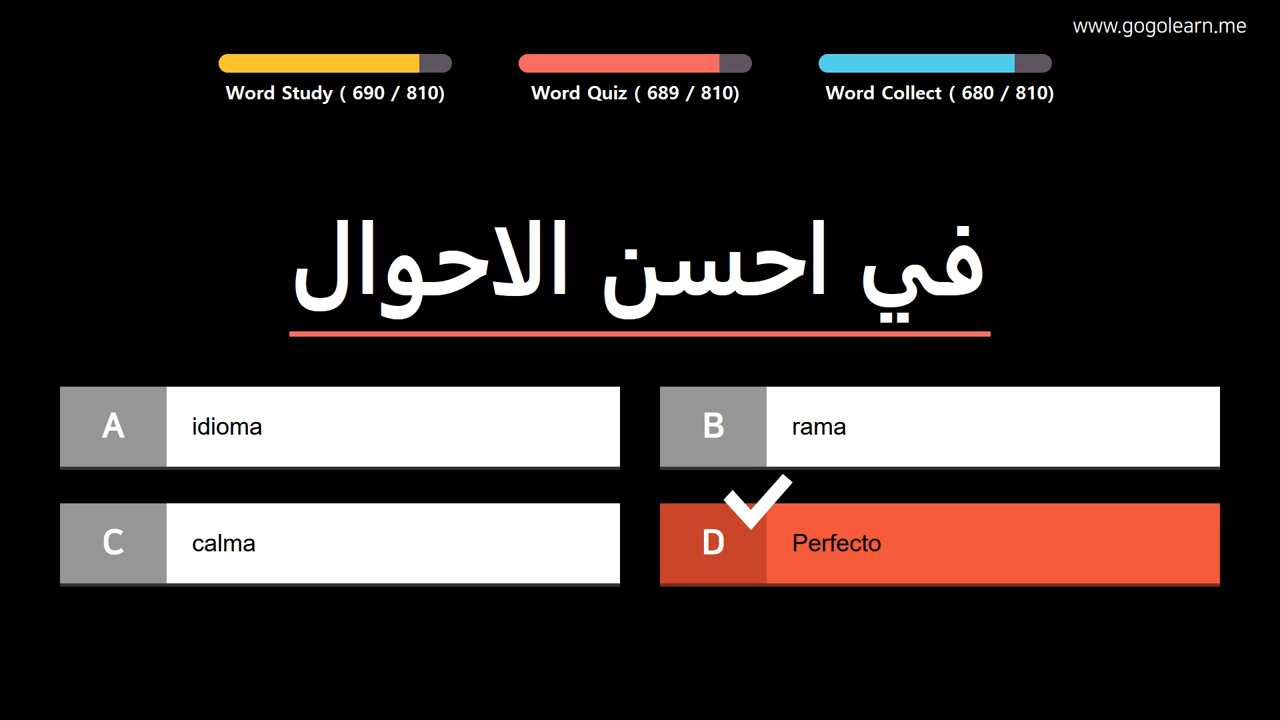 www.gogolearn.me
Word Study ( 690 / 810)
Word Quiz ( 689 / 810)
Word Collect ( 680 / 810)
في احسن الاحوال
A
idioma
B
rama
C
calma
D
Perfecto